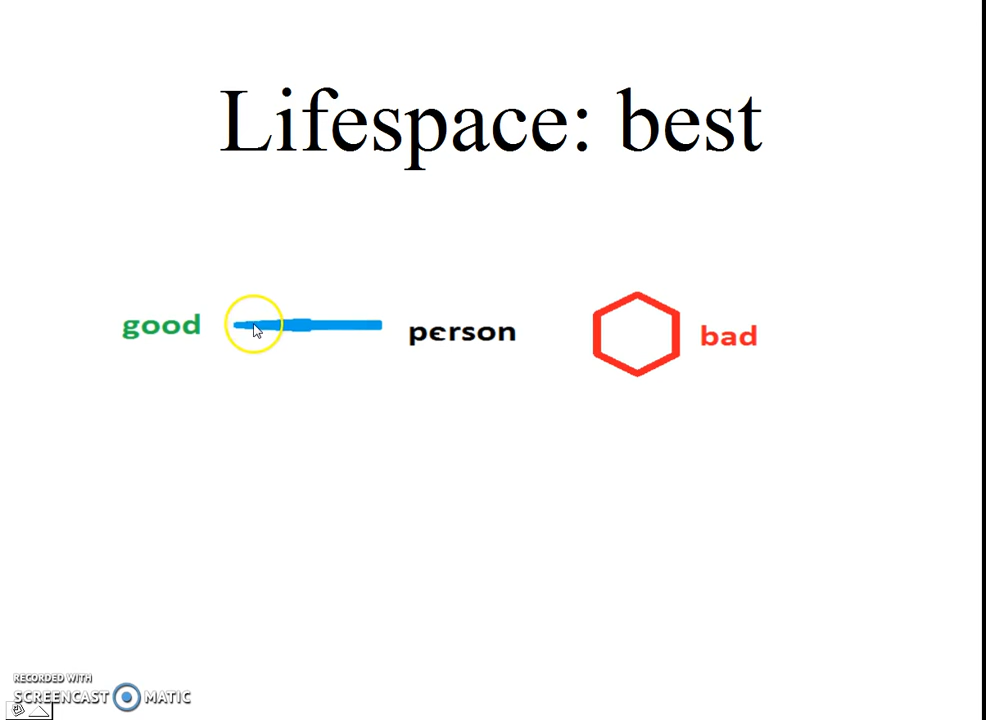 Lifespace: best
good person bad
RECORDED WITH
SCREENCAST MATIC